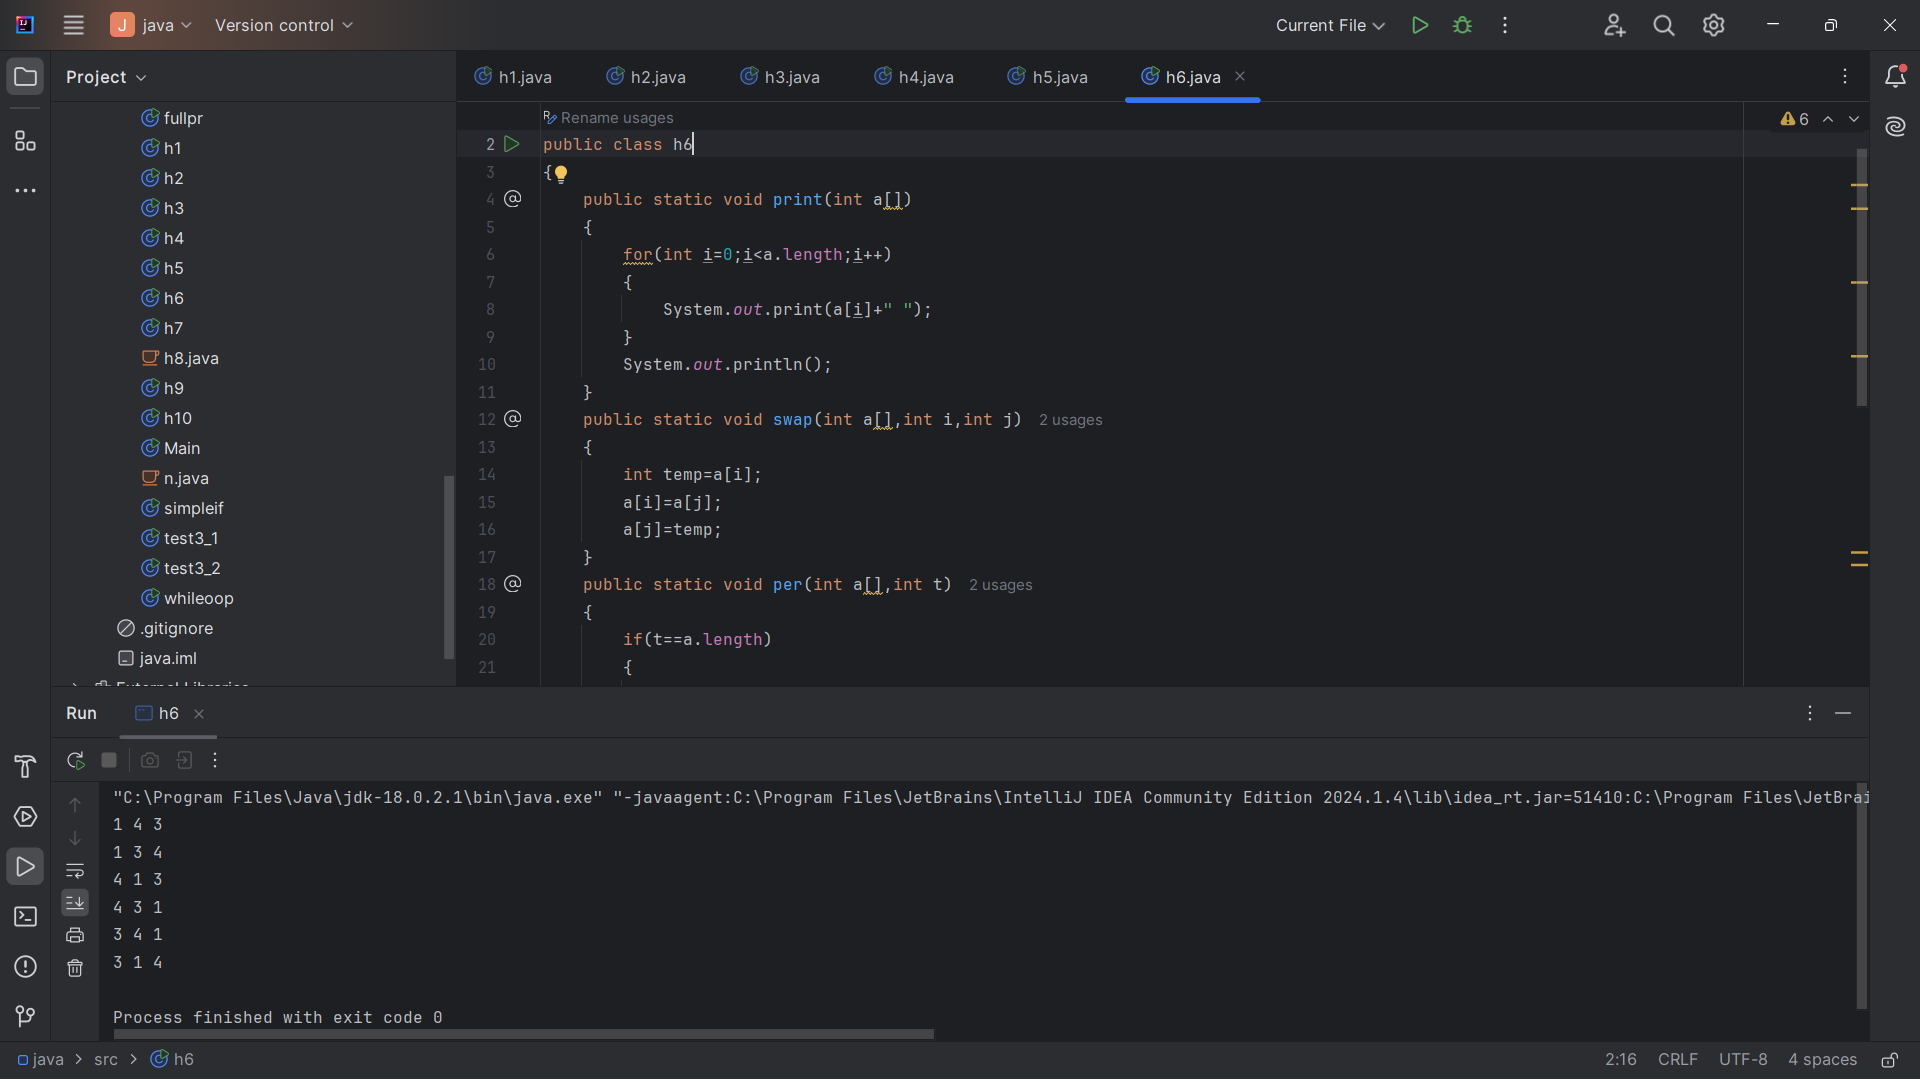 J java Version control Current File
Project
h1.java h2.java h3.java h4.java h5.java h6.java
fullpr
h1
h2
h3
h4
h5
h6
h7
h8.java
h9
h10
Main
n.java
simpleif
test3_1
test3_2
whileoop
.gitignore
java.iml
External Libraries
Rename usages
6
2 public class h6
3 {
4 public static void print(int a[])
5 {
6 for(int i=0;i<a.length;i++)
7 {
8 System.out.print(a[i]+" ");
9 }
10 System.out.println();
11 }
12 public static void swap(int a[],int i,int j) 2 usages
13 {
14 int temp=a[i];
15 a[i]=a[j];
16 a[j]=temp;
17 }
18 public static void per(int a[],int t) 2 usages
19 {
20 if(t==a.length)
21 {
Run h6
"C:\Program Files\Java\jdk-18.0.2.1\bin\java.exe" "-javaagent:C:\Program Files\JetBrains\IntelliJ IDEA Community Edition 2024.1.4\lib\idea_rt.jar=51410:C:\Program Files\JetBrai
1 4 3
1 3 4
4 1 3
4 3 1
3 4 1
3 1 4
Process finished with exit code 0
java > src > h6 2:16 CRLF UTF-8 4 spaces